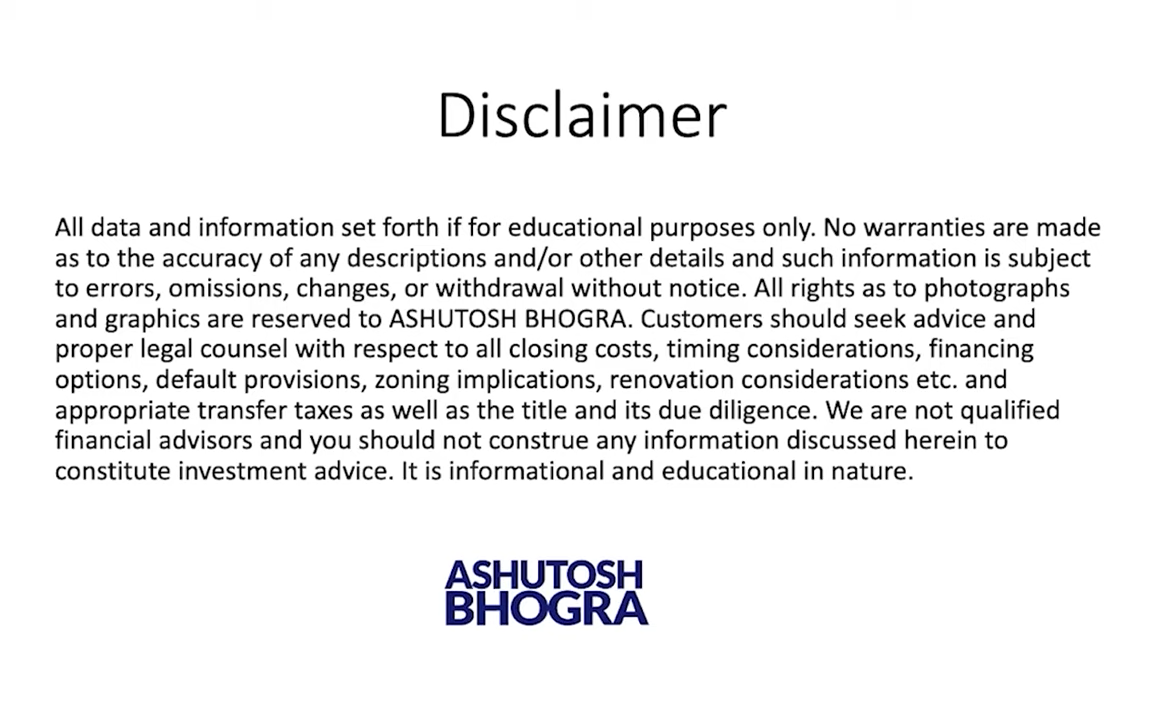 Disclaimer
All data and information set forth if for educational purposes only. No warranties are made
as to the accuracy of any descriptions and/or other details and such information is subject
to errors, omissions, changes, or withdrawal without notice. All rights as to photographs
and graphics are reserved to ASHUTOSH BHOGRA. Customers should seek advice and
proper legal counsel with respect to all closing costs, timing considerations, financing
options, default provisions, zoning implications, renovation considerations etc. and
appropriate transfer taxes as well as the title and its due diligence. We are not qualified
financial advisors and you should not construe any information discussed herein to
constitute investment advice. It is informational and educational in nature.
ASHUTOSH
BHOGRA